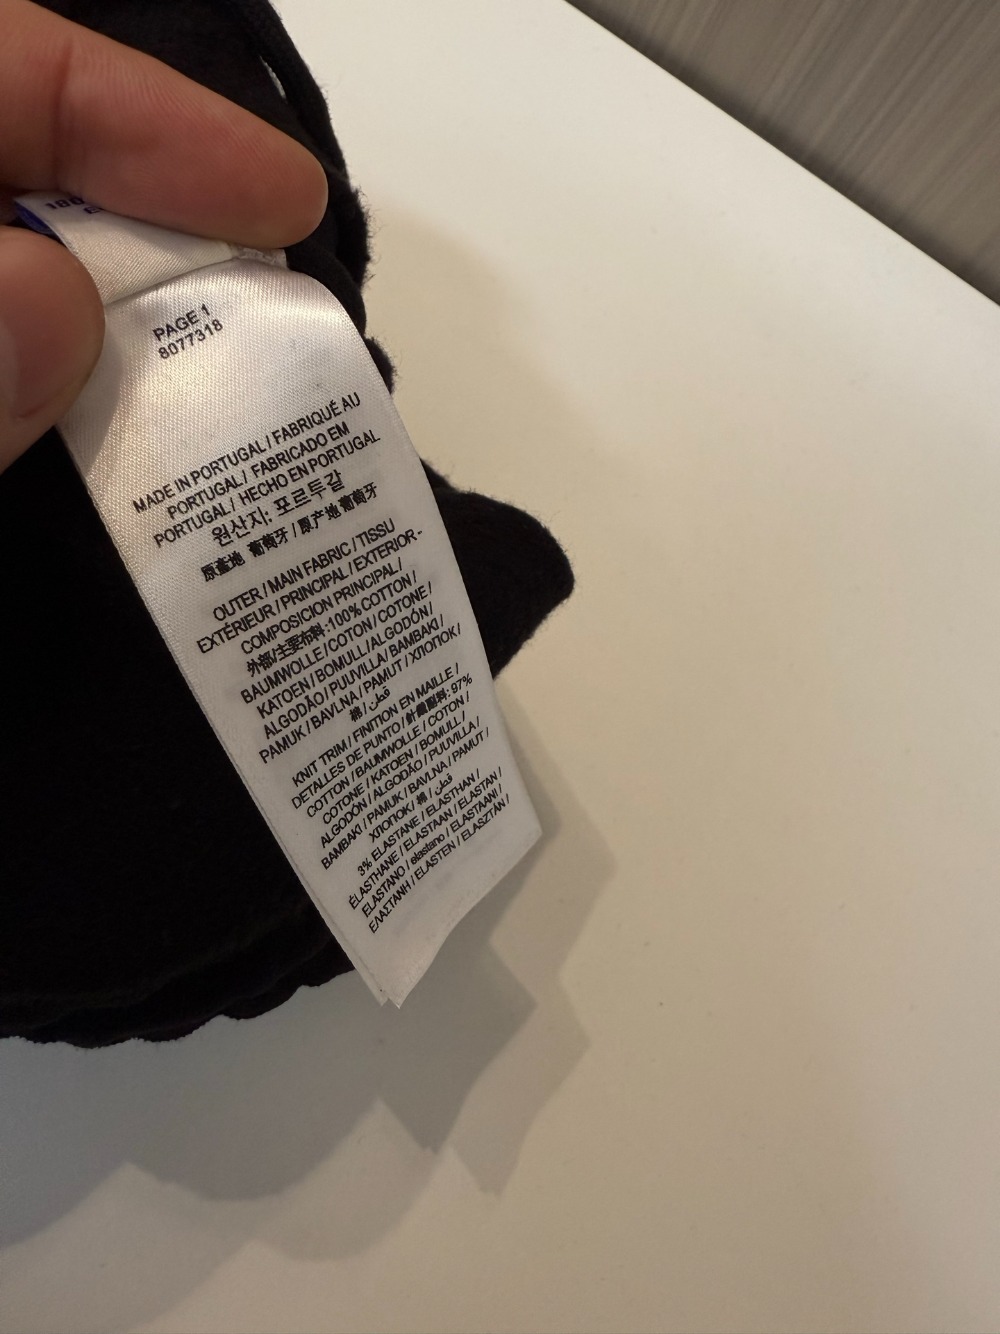 PAGE 1
8077318
MADE IN PORTUGAL / FABRIQUÉ AU
PORTUGAL / FABRICADO EM
PORTUGAL / HECHO EN PORTUGAL
원산지: 포르투갈
原產地 葡萄牙 / 原产地 葡萄牙
OUTER / MAIN FABRIC / TISSU
EXTÉRIEUR / PRINCIPAL / EXTERIOR -
COMPOSICION PRINCIPAL /
外部/主要布料:100% COTTON /
BAUMWOLLE / COTON / COTONE /
KATOEN / BOMULL / ALGODÓN /
ALGODÃO / PUUVILLA / BAMBAKI /
PAMUK / BAVLNA / PAMUT / ХЛОПОК /
棉 / قطن
KNIT TRIM / FINITION EN MAILLE /
DETALLES DE PUNTO / 針織配料: 97%
COTTON / BAUMWOLLE / COTON /
COTONE / KATOEN / BOMULL /
ALGODÓN / ALGODÃO / PUUVILLA /
BAMBAKI / PAMUK / BAVLNA / PAMUT /
ХЛОПОК / 棉 / قطن
3% ELASTANE / ELASTHAN /
ÉLASTHANE / ELASTAAN / ELASTAN /
ELASTANO / elastano / ELASTAANI /
ΕΛΑΣΤΑΝΗ / ELASTEN / ELASZTÁN /